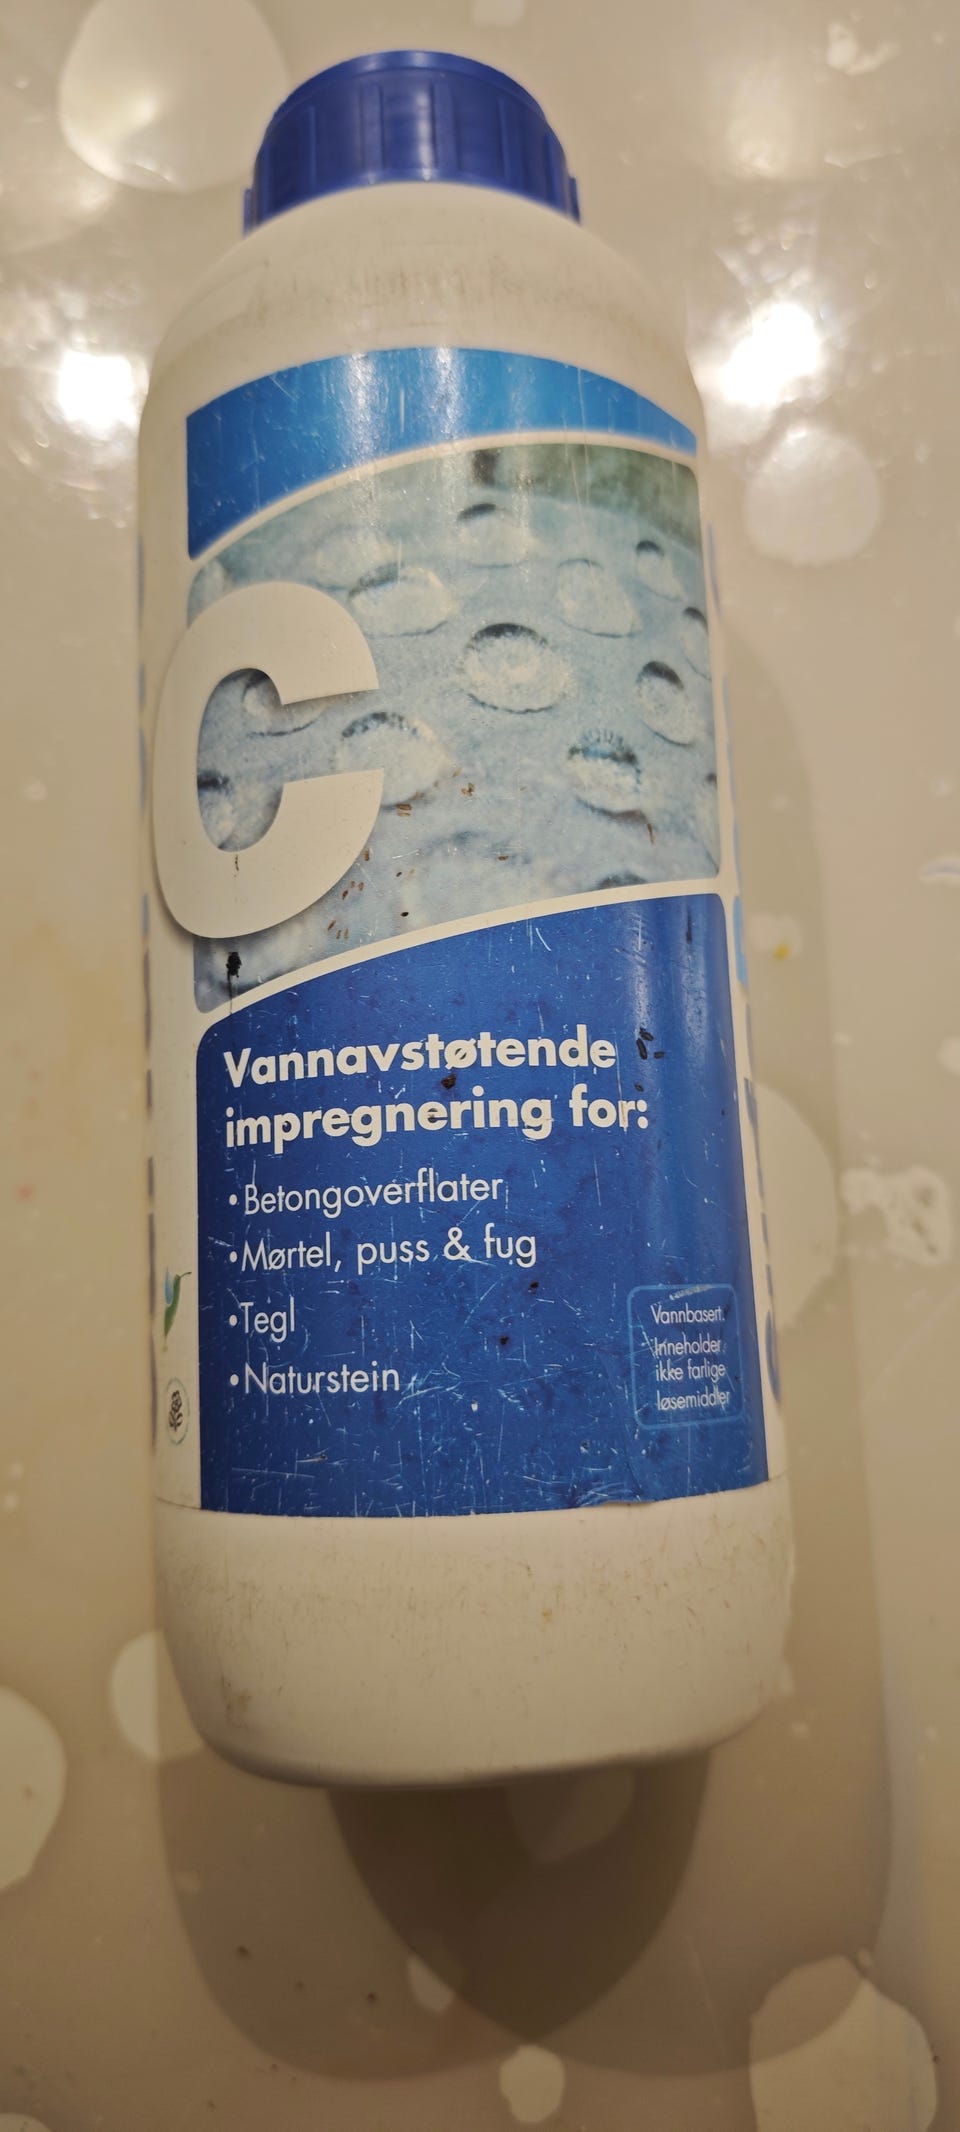 C
Vannavstøtende
impregnering for:
• Betongoverflater
• Mørtel, puss & fug
• Tegl
• Naturstein
Vannbasert.
Inneholder
ikke farlige
løsemidler